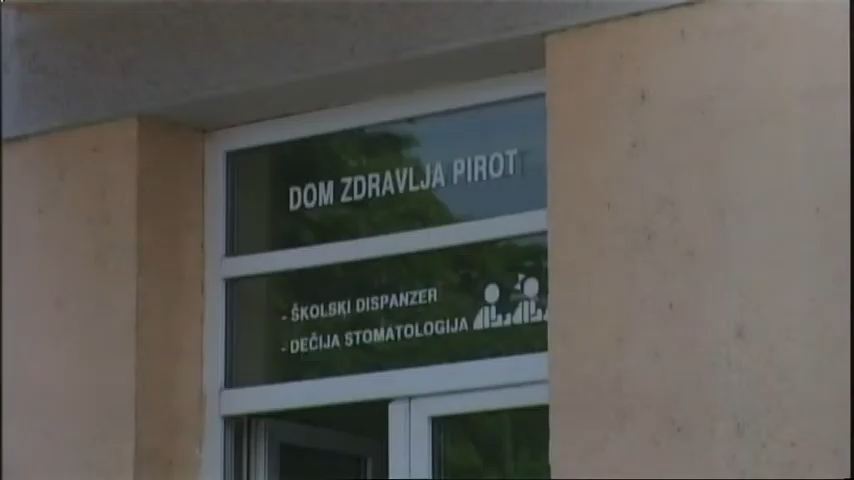 DOM ZDRAVLJA PIROT
- ŠKOLSKI DISPANZER
- DEČIJA STOMATOLOGIJA